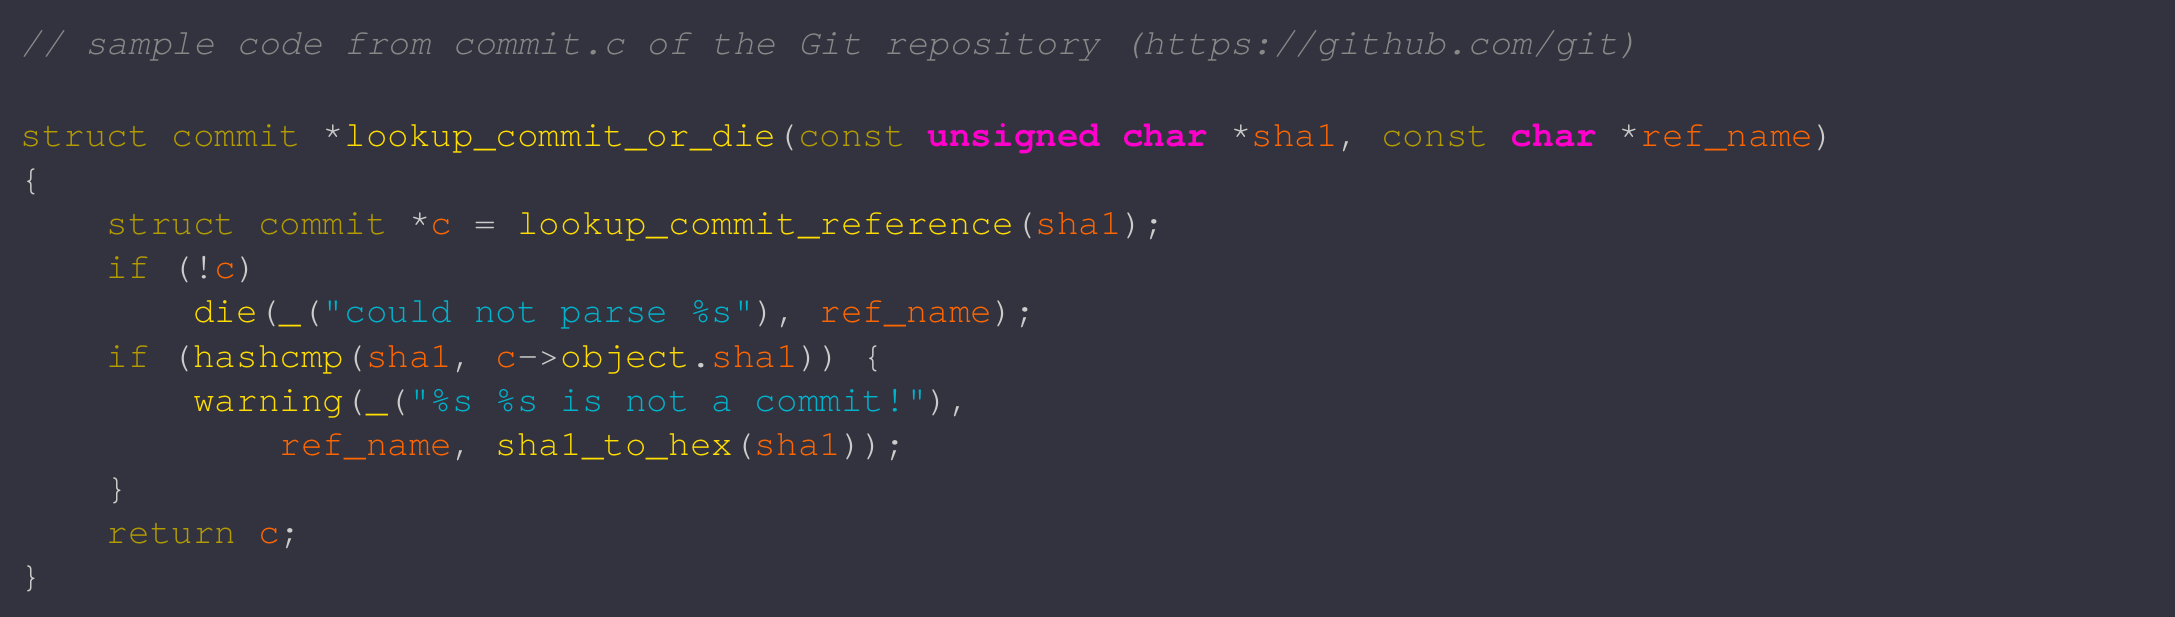 // sample code from commit.c of the Git repository (https://github.com/git)

struct commit *lookup_commit_or_die(const unsigned char *sha1, const char *ref_name)
{
    struct commit *c = lookup_commit_reference(sha1);
    if (!c)
        die(_("could not parse %s"), ref_name);
    if (hashcmp(sha1, c->object.sha1)) {
        warning(_("%s %s is not a commit!"),
            ref_name, sha1_to_hex(sha1));
    }
    return c;
}